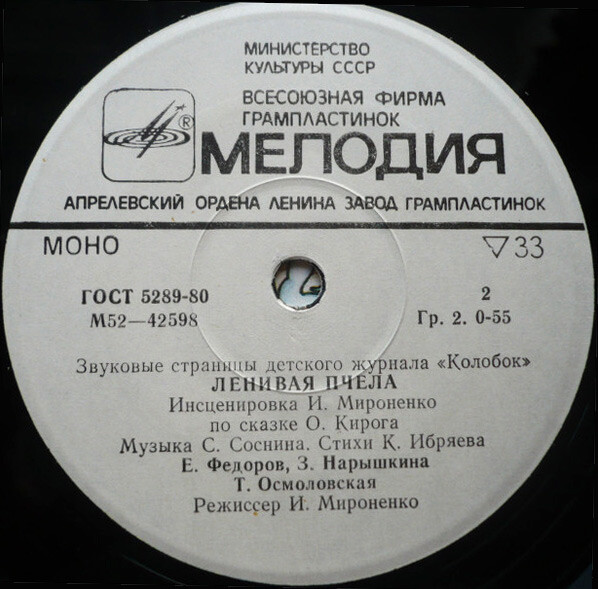 МИНИСТЕРСТВО
КУЛЬТУРЫ СССР
ВСЕСОЮЗНАЯ ФИРМА
ГРАМПЛАСТИНОК
® МЕЛОДИЯ
АПРЕЛЕВСКИЙ ОРДЕНА ЛЕНИНА ЗАВОД ГРАМПЛАСТИНОК
МОНО ▽33
ГОСТ 5289-80 2
М52—42598 Гр. 2. 0-55
Звуковые страницы детского журнала «Колобок»
ЛЕНИВАЯ ПЧЕЛА
Инсценировка И. Мироненко
по сказке О. Кирога
Музыка С. Соснина. Стихи К. Ибряева
Е. Федоров, З. Нарышкина
Т. Осмоловская
Режиссер И. Мироненко